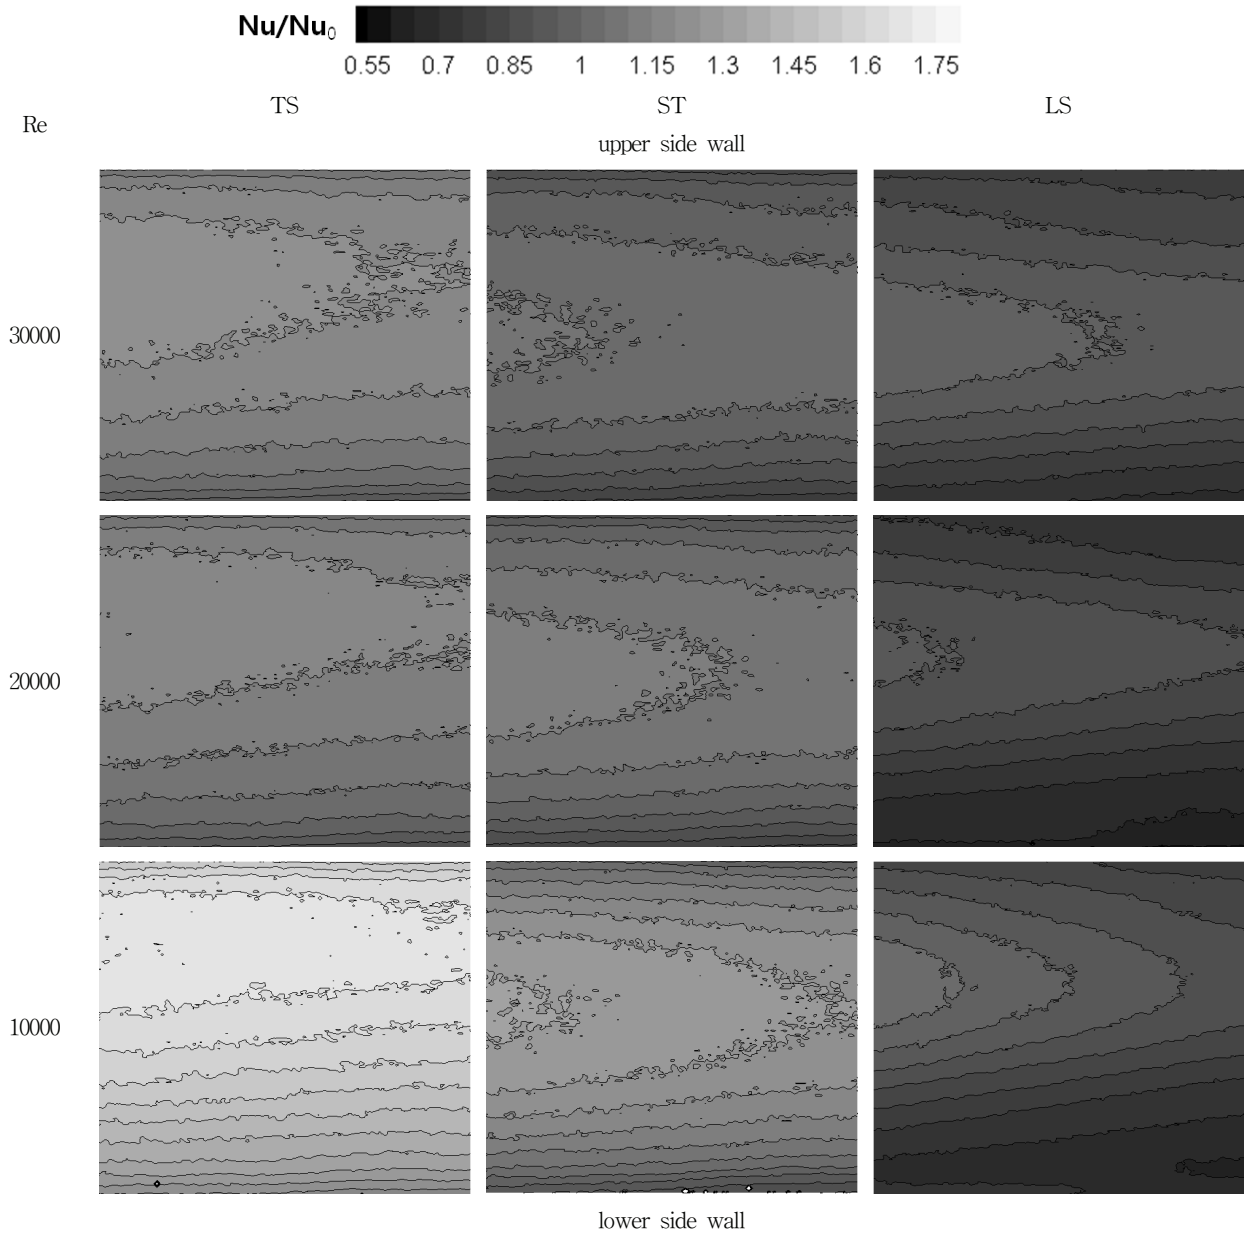 Nu/Nu₀
0.55 0.7 0.85 1 1.15 1.3 1.45 1.6 1.75
TS ST LS
Re
upper side wall
30000
20000
10000
lower side wall